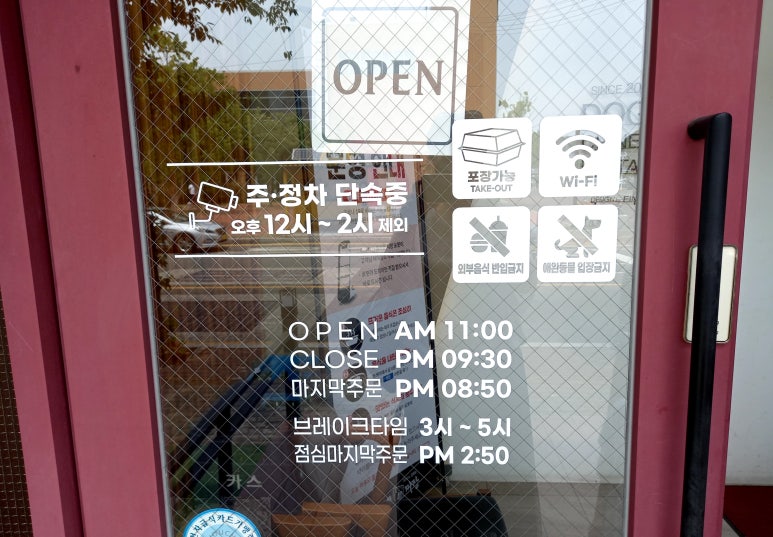 OPEN
포장가능
TAKE-OUT
Wi-Fi
주·정차 단속중
오후 12시 ~ 2시 제외
외부음식 반입금지
애완동물 입장금지
SINCE 20
OPEN AM 11:00
CLOSE PM 09:30
마지막주문 PM 08:50
브레이크타임 3시 ~ 5시
점심마지막주문 PM 2:50
카스